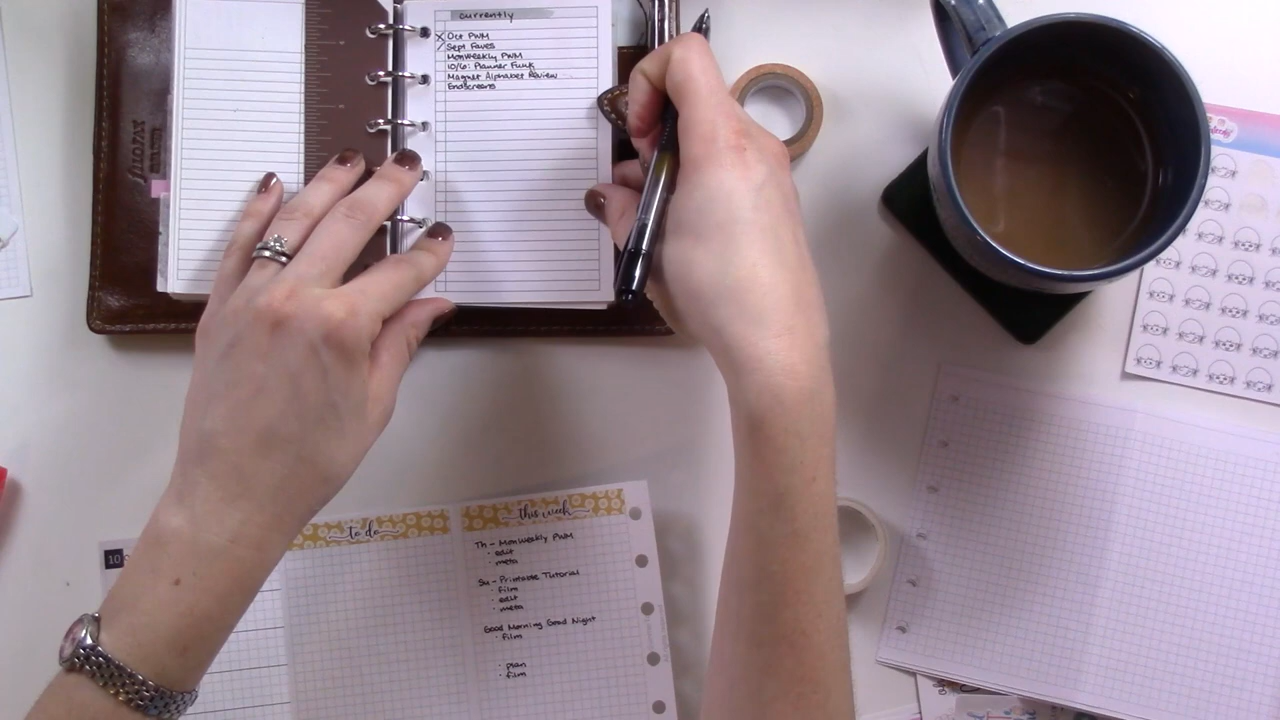 currently
X Oct PWM
/ Sept Faves
MonWeekly PWM
10/6: Planner Funk
Magnet Alphabet Review
Endscreens
filofax
10
to do
this week
Th - MonWeekly PWM
· edit
· meta
Su - Printable Tutorial
· film
· edit
· meta
Good Morning Good Night
· film
· plan
· film